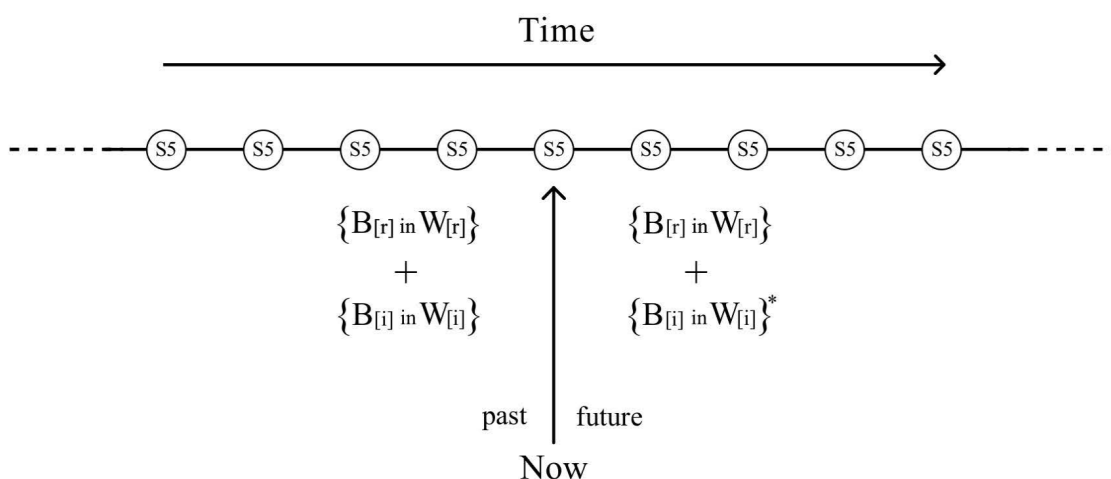 Time
S5 S5 S5 S5 S5 S5 S5 S5 S5
{B[r] in W[r]} {B[r] in W[r]}
+ +
{B[i] in W[i]} {B[i] in W[i]}*
past future
Now